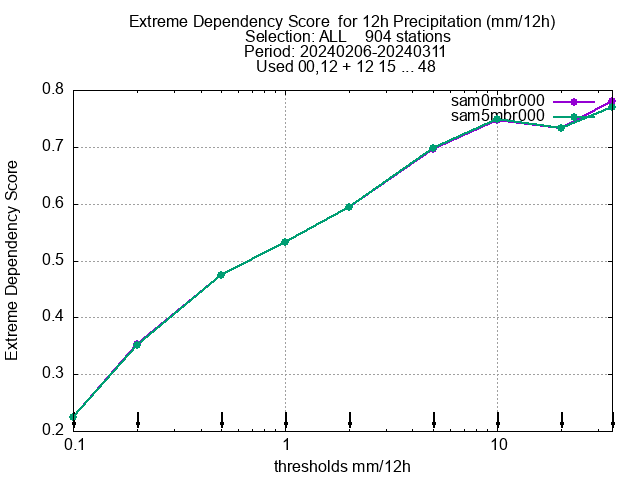 Extreme Dependency Score  for 12h Precipitation (mm/12h)
Selection: ALL    904 stations
Period: 20240206-20240311
Used 00,12 + 12 15 ... 48
sam0mbr000
sam5mbr000
0.8
0.7
0.6
0.5
0.4
0.3
0.2
Extreme Dependency Score
0.1 1 10
thresholds mm/12h